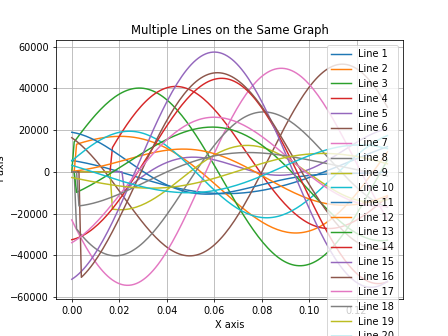 Multiple Lines on the Same Graph
60000
40000
20000
0
−20000
−40000
−60000
axis
0.00
0.02
0.04
0.06
0.08
0.10
X axis
Line 1
Line 2
Line 3
Line 4
Line 5
Line 6
Line 7
Line 8
Line 9
Line 10
Line 11
Line 12
Line 13
Line 14
Line 15
Line 16
Line 17
Line 18
Line 19
Line 20